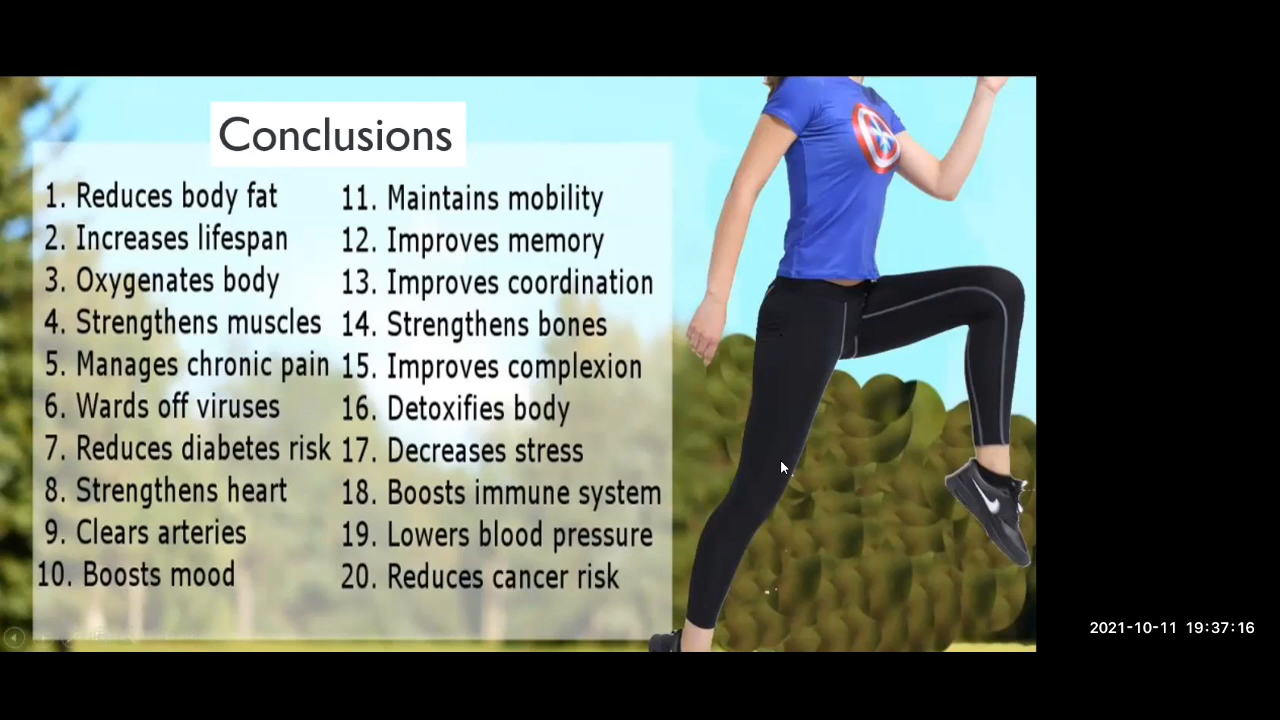 Conclusions
1. Reduces body fat
2. Increases lifespan
3. Oxygenates body
4. Strengthens muscles
5. Manages chronic pain
6. Wards off viruses
7. Reduces diabetes risk
8. Strengthens heart
9. Clears arteries
10. Boosts mood
11. Maintains mobility
12. Improves memory
13. Improves coordination
14. Strengthens bones
15. Improves complexion
16. Detoxifies body
17. Decreases stress
18. Boosts immune system
19. Lowers blood pressure
20. Reduces cancer risk
2021-10-11 19:37:16